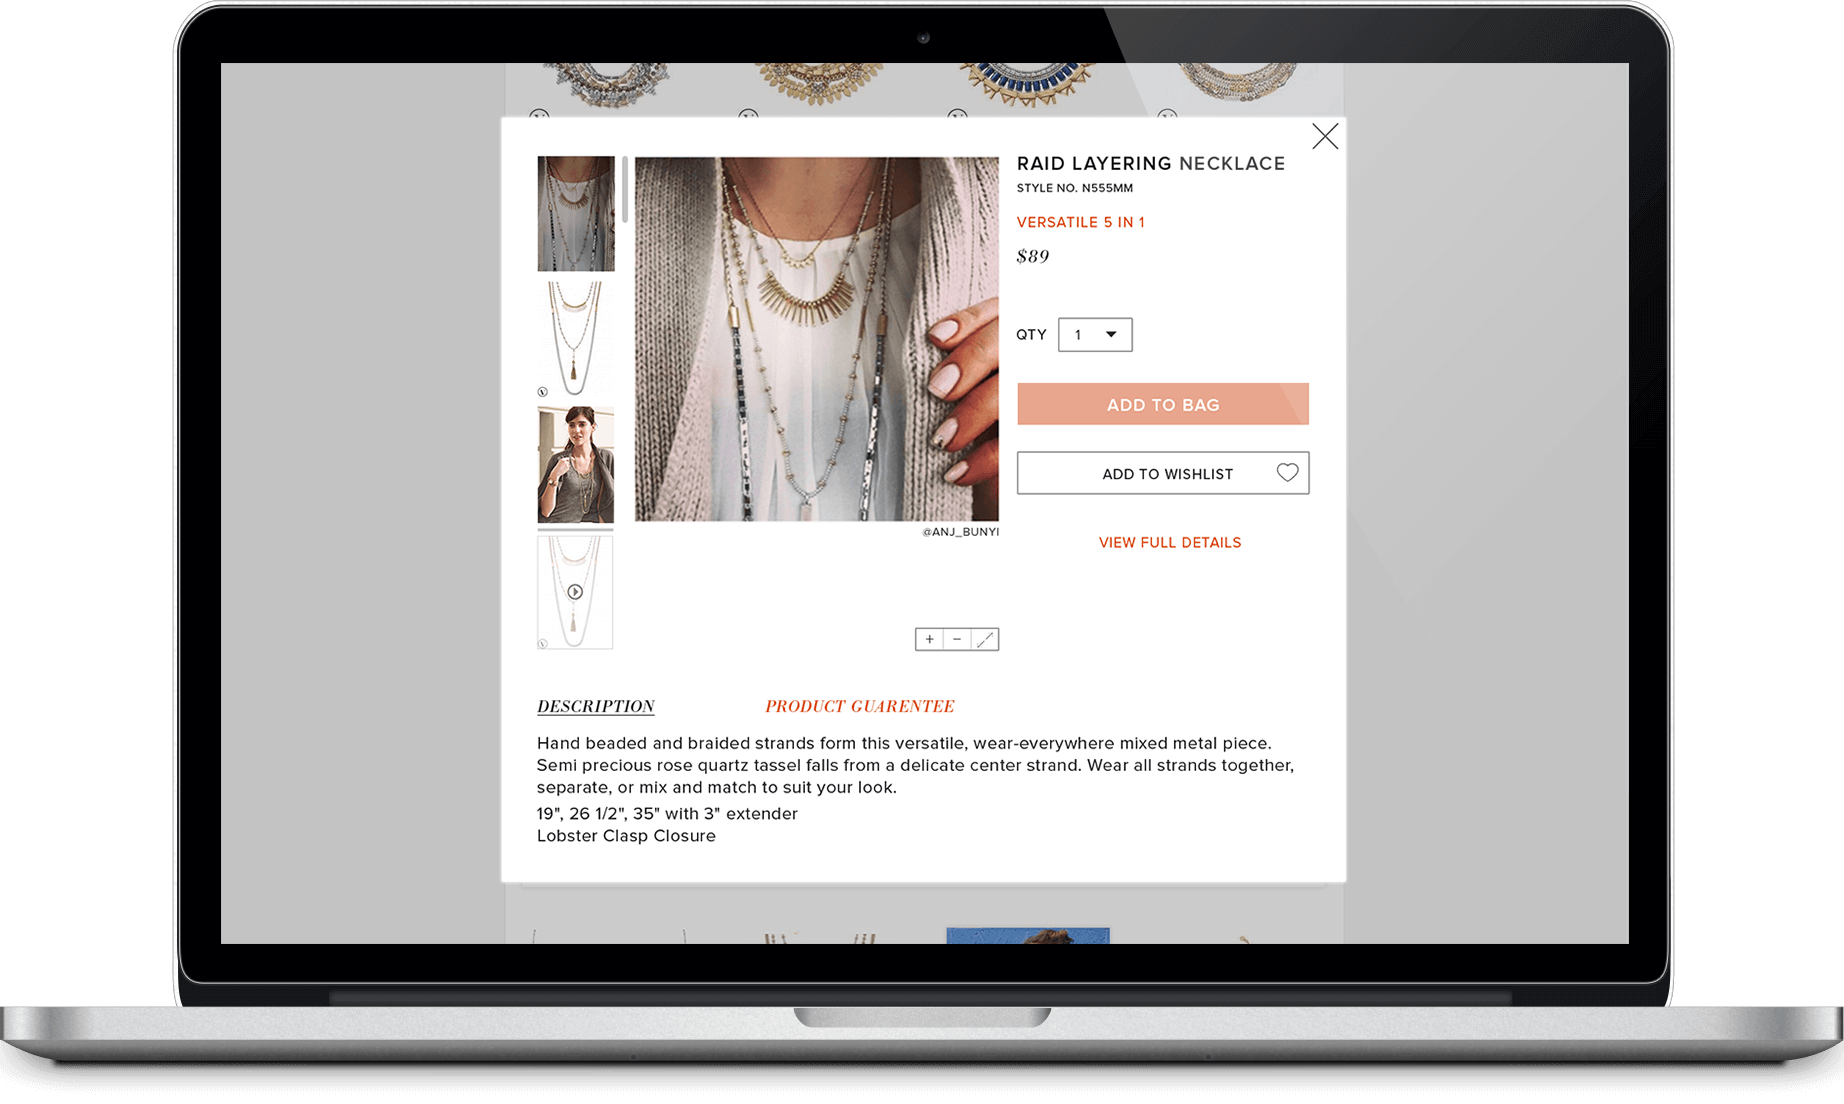 RAID LAYERING NECKLACE
STYLE NO. N555MM
VERSATILE 5 IN 1
$89
QTY 1
ADD TO BAG
ADD TO WISHLIST
@ANJ_BUNYI
VIEW FULL DETAILS
+ −
DESCRIPTION PRODUCT GUARENTEE
Hand beaded and braided strands form this versatile, wear-everywhere mixed metal piece.
Semi precious rose quartz tassel falls from a delicate center strand. Wear all strands together,
separate, or mix and match to suit your look.
19", 26 1/2", 35" with 3" extender
Lobster Clasp Closure